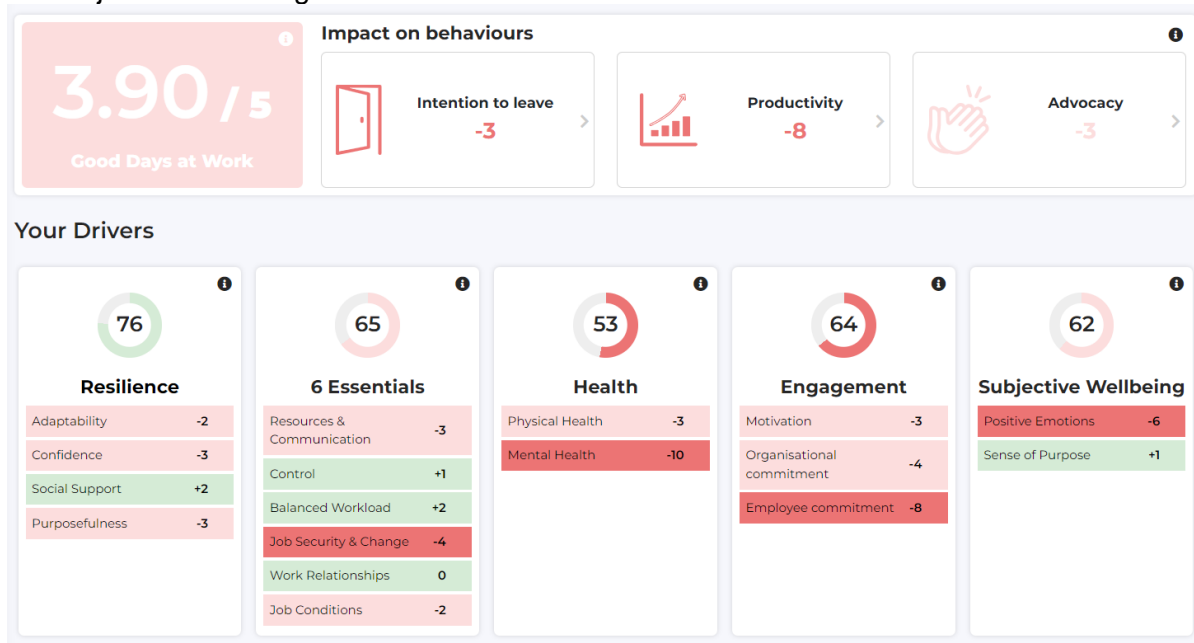 Impact on behaviours
3.90 / 5
Good Days at Work
Intention to leave
-3
Productivity
-8
Advocacy
-3
Your Drivers
76
Resilience
Adaptability -2
Confidence -3
Social Support +2
Purposefulness -3
65
6 Essentials
Resources &
Communication -3
Control +1
Balanced Workload +2
Job Security & Change -4
Work Relationships 0
Job Conditions -2
53
Health
Physical Health -3
Mental Health -10
64
Engagement
Motivation -3
Organisational
commitment -4
Employee commitment -8
62
Subjective Wellbeing
Positive Emotions -6
Sense of Purpose +1